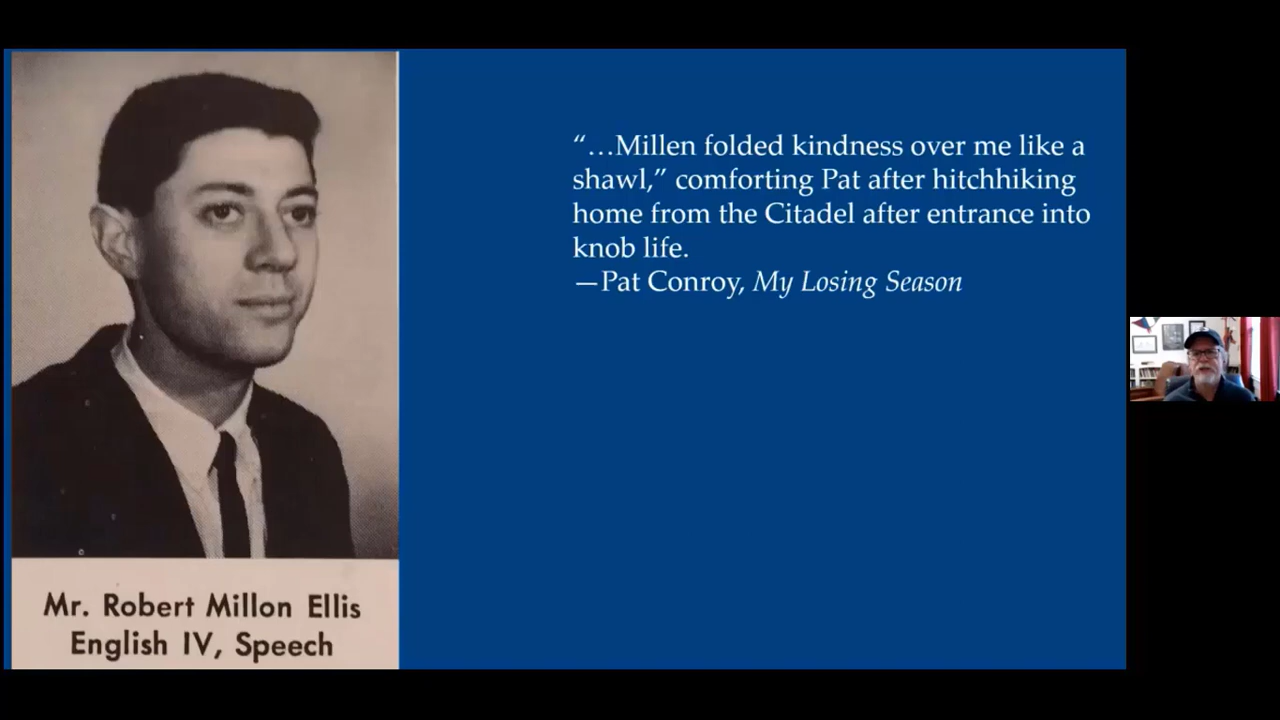 “…Millen folded kindness over me like a
shawl,” comforting Pat after hitchhiking
home from the Citadel after entrance into
knob life.
—Pat Conroy, My Losing Season
Mr. Robert Millon Ellis
English IV, Speech